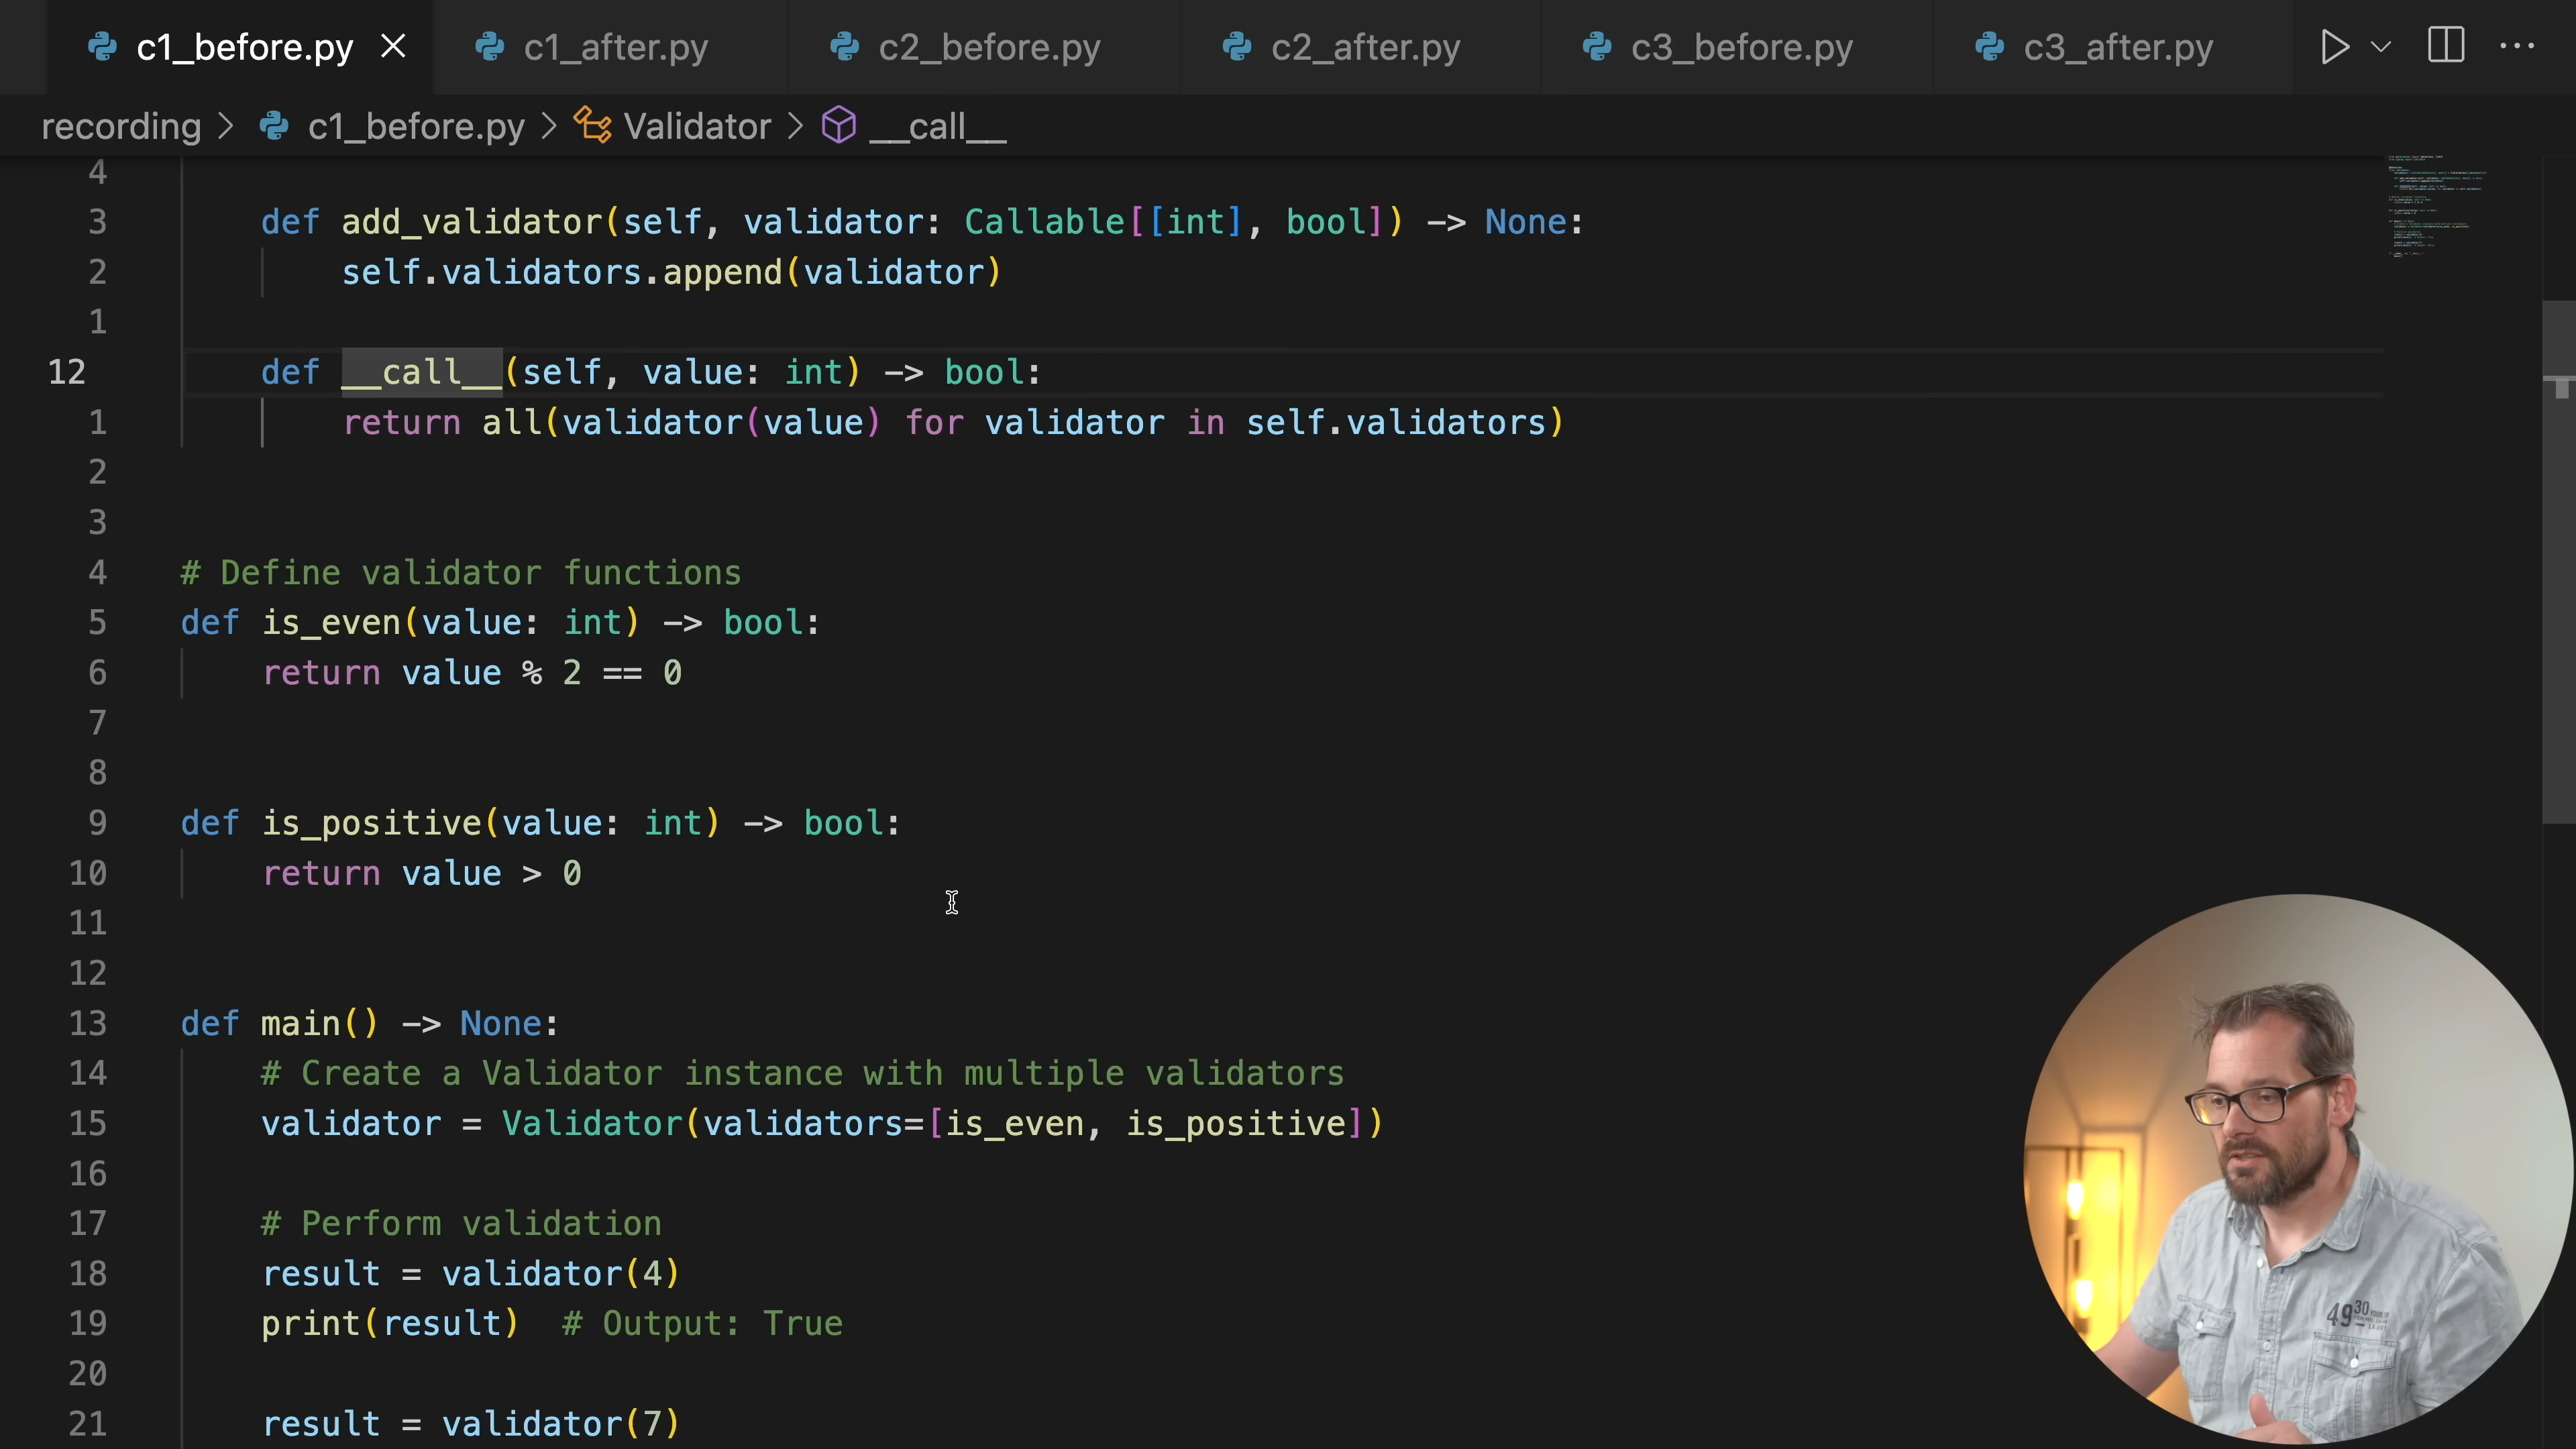 c1_before.py c1_after.py c2_before.py c2_after.py c3_before.py c3_after.py
recording > c1_before.py > Validator > __call__
4
3 def add_validator(self, validator: Callable[[int], bool]) -> None:
2 self.validators.append(validator)
1
12 def __call__(self, value: int) -> bool:
1 return all(validator(value) for validator in self.validators)
2
3
4 # Define validator functions
5 def is_even(value: int) -> bool:
6 return value % 2 == 0
7
8
9 def is_positive(value: int) -> bool:
10 return value > 0
11
12
13 def main() -> None:
14 # Create a Validator instance with multiple validators
15 validator = Validator(validators=[is_even, is_positive])
16
17 # Perform validation
18 result = validator(4)
19 print(result)  # Output: True
20
21 result = validator(7)
49 30